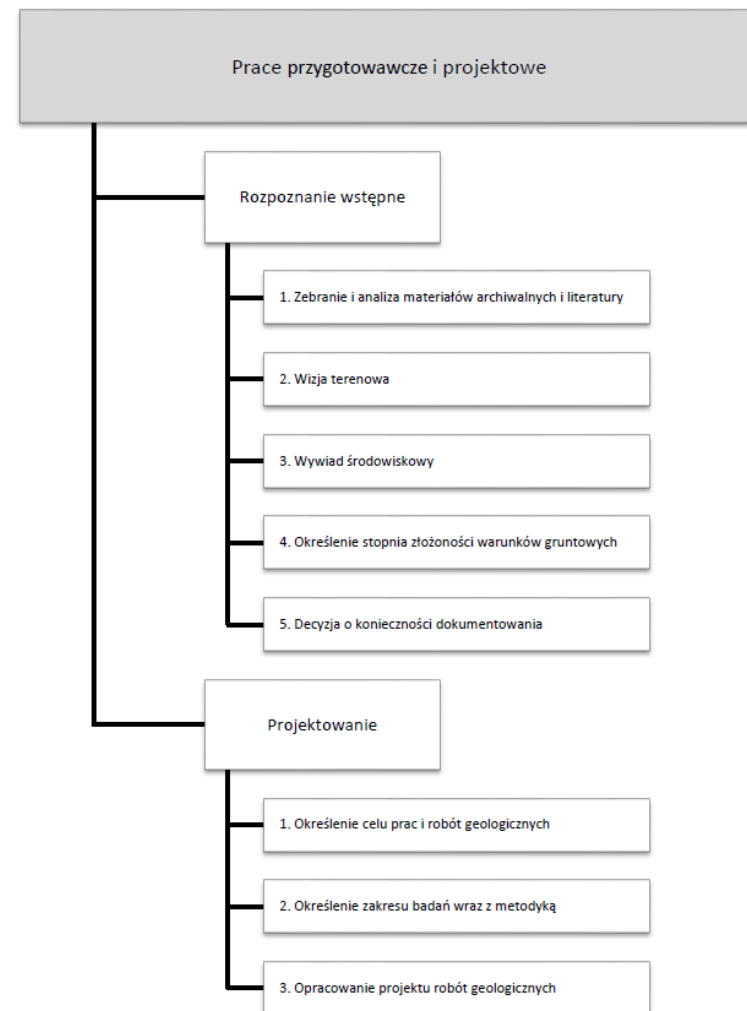 Prace przygotowawcze i projektowe
Rozpoznanie wstępne
1. Zebranie i analiza materiałów archiwalnych i literatury
2. Wizja terenowa
3. Wywiad środowiskowy
4. Określenie stopnia złożoności warunków gruntowych
5. Decyzja o konieczności dokumentowania
Projektowanie
1. Określenie celu prac i robót geologicznych
2. Określenie zakresu badań wraz z metodyką
3. Opracowanie projektu robót geologicznych